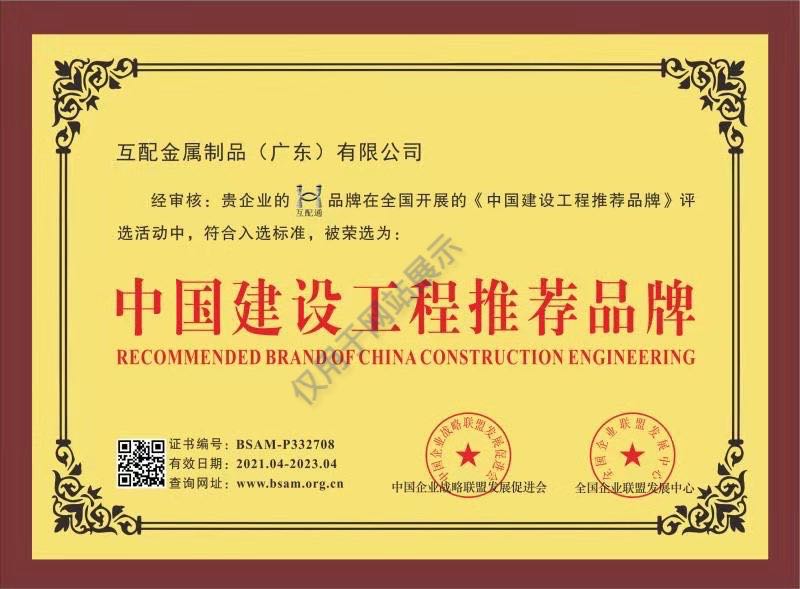 互配金属制品（广东）有限公司
经审核：贵企业的 互配通 品牌在全国开展的《中国建设工程推荐品牌》评
选活动中，符合入选标准，被荣选为：
中国建设工程推荐品牌
RECOMMENDED BRAND OF CHINA CONSTRUCTION ENGINEERING
仅用于网站展示
证书编号：BSAM-P332708
有效日期：2021.04-2023.04
查询网址：www.bsam.org.cn
中国企业战略联盟发展促进会
中国企业战略联盟发展促进会
全国企业联盟发展中心
全国企业联盟发展中心